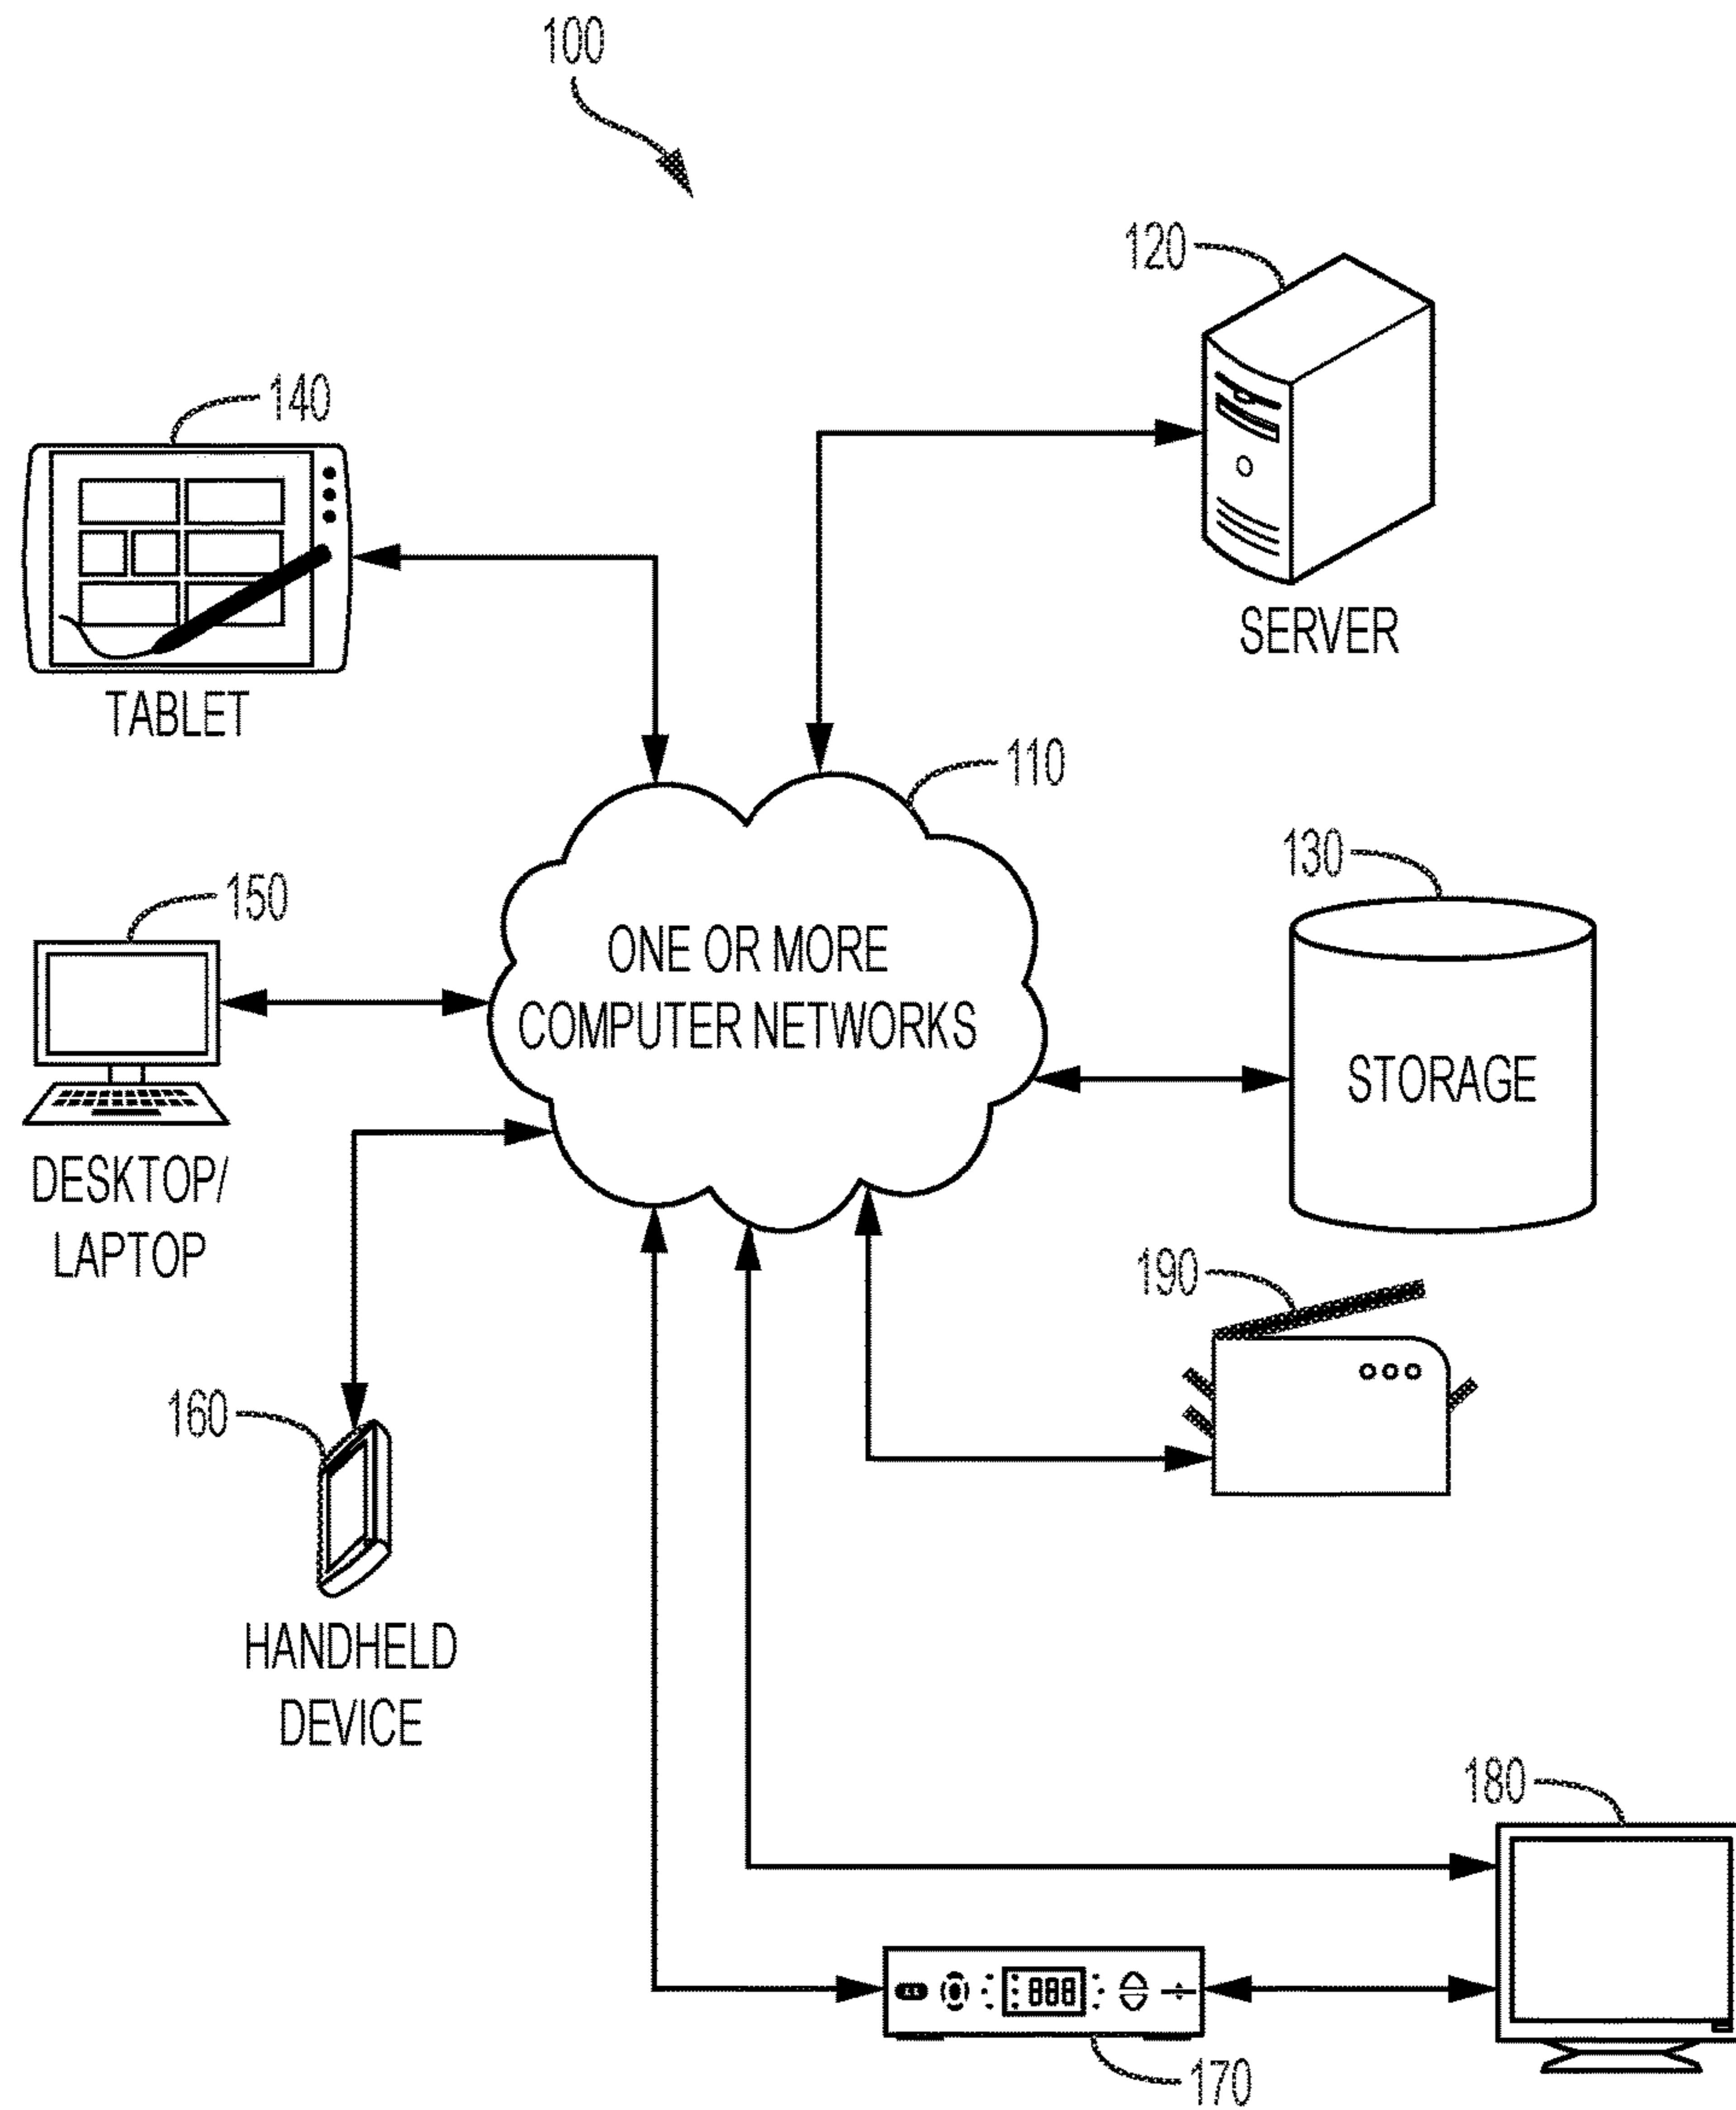 100
120
140
SERVER
TABLET
110
130
150
ONE OR MORE
COMPUTER NETWORKS
STORAGE
DESKTOP/
LAPTOP
190
160
HANDHELD
DEVICE
180
888
170